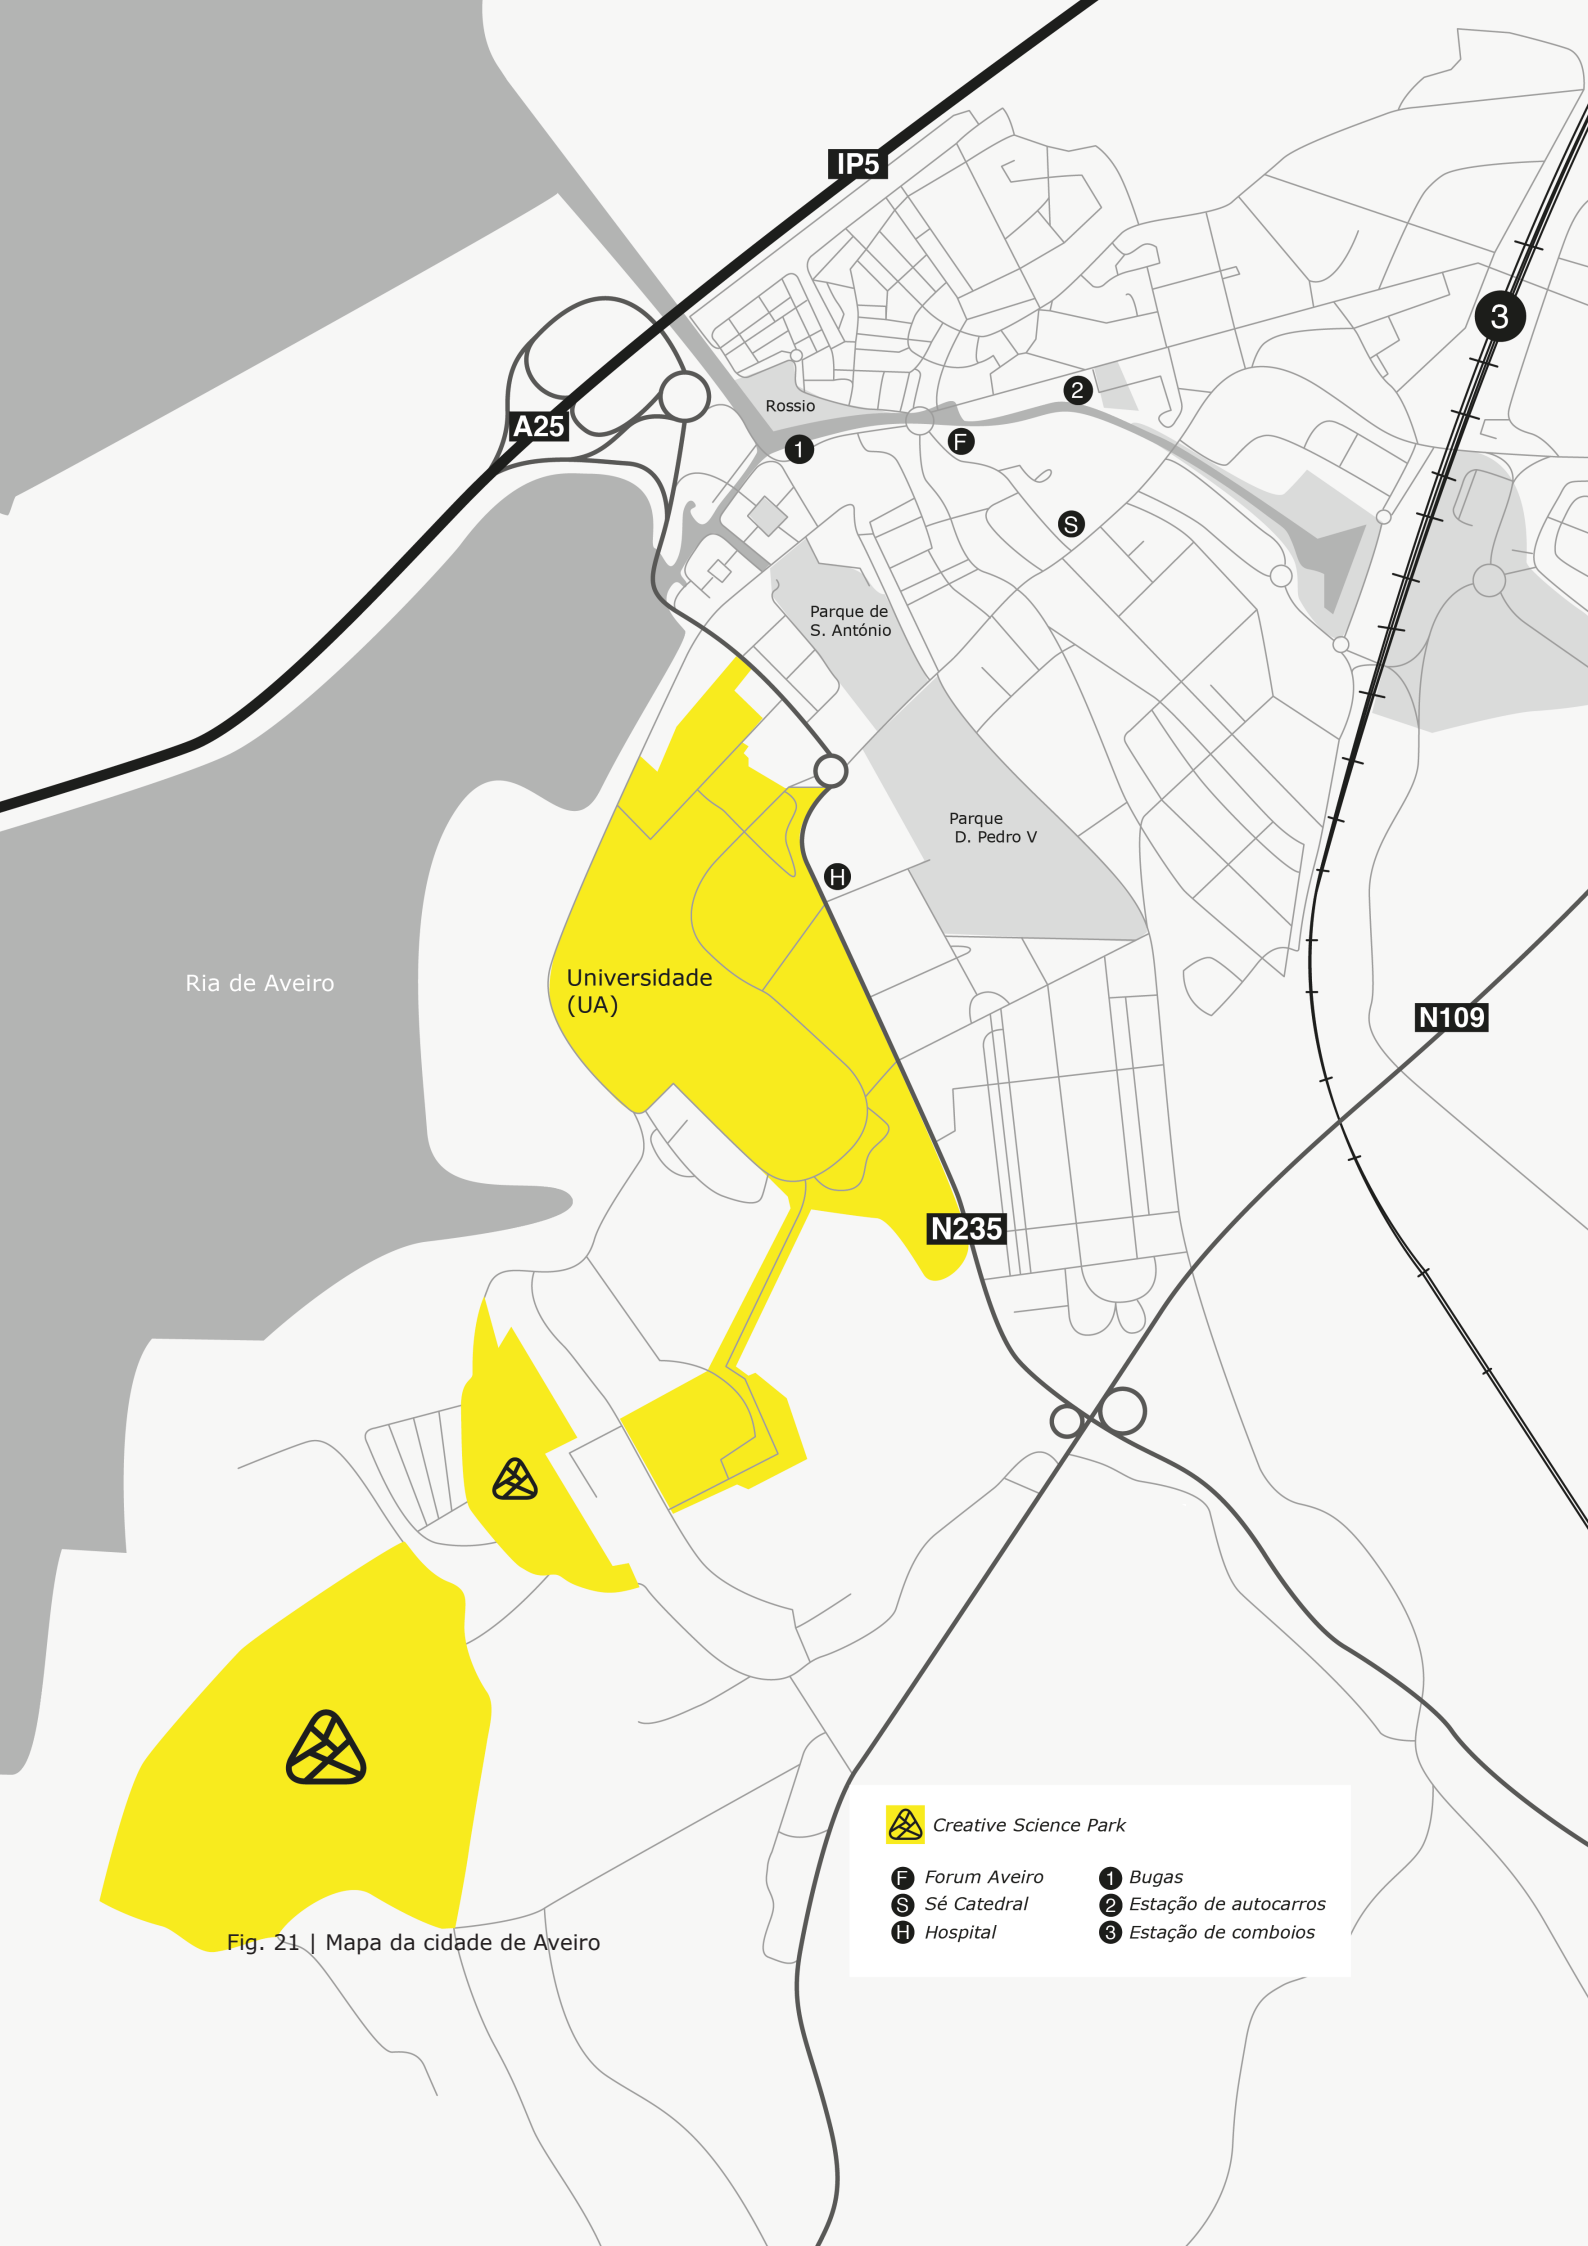 IP5
3
A25
Rossio
2
1
F
S
Parque de
S. António
Parque
D. Pedro V
H
Universidade
(UA)
Ria de Aveiro
N109
N235
Creative Science Park
F Forum Aveiro
S Sé Catedral
H Hospital
1 Bugas
2 Estação de autocarros
3 Estação de comboios
Fig. 21 | Mapa da cidade de Aveiro